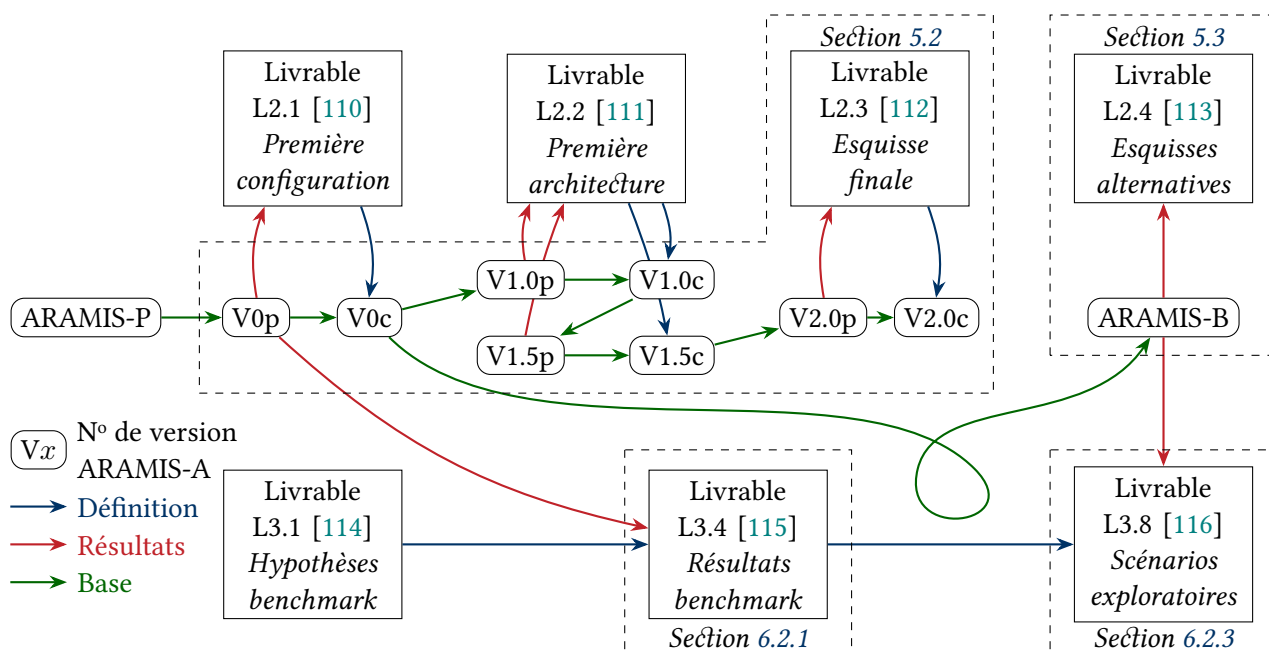 Section 5.2
Section 5.3
Livrable
L2.1 [110]
Première
configuration
Livrable
L2.2 [111]
Première
architecture
Livrable
L2.3 [112]
Esquisse
finale
Livrable
L2.4 [113]
Esquisses
alternatives
ARAMIS-P
V0p
V0c
V1.0p
V1.0c
V1.5p
V1.5c
V2.0p
V2.0c
ARAMIS-B
Vx
Nº de version
ARAMIS-A
Définition
Résultats
Base
Livrable
L3.1 [114]
Hypothèses
benchmark
Livrable
L3.4 [115]
Résultats
benchmark
Section 6.2.1
Livrable
L3.8 [116]
Scénarios
exploratoires
Section 6.2.3